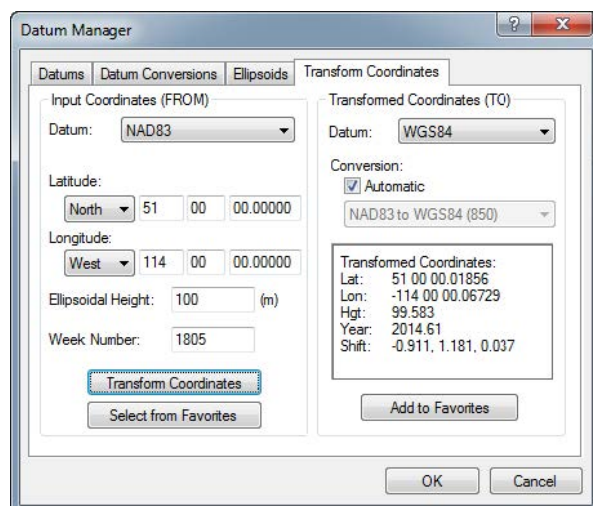 Datum Manager
Datums Datum Conversions Ellipsoids Transform Coordinates
Input Coordinates (FROM)
Datum: NAD83
Latitude:
North 51 00 00.00000
Longitude:
West 114 00 00.00000
Ellipsoidal Height: 100 (m)
Week Number: 1805
Transform Coordinates
Select from Favorites
Transformed Coordinates (TO)
Datum: WGS84
Conversion:
Automatic
NAD83 to WGS84 (850)
Transformed Coordinates:
Lat: 51 00 00.01856
Lon: -114 00 00.06729
Hgt: 99.583
Year: 2014.61
Shift: -0.911, 1.181, 0.037
Add to Favorites
OK Cancel